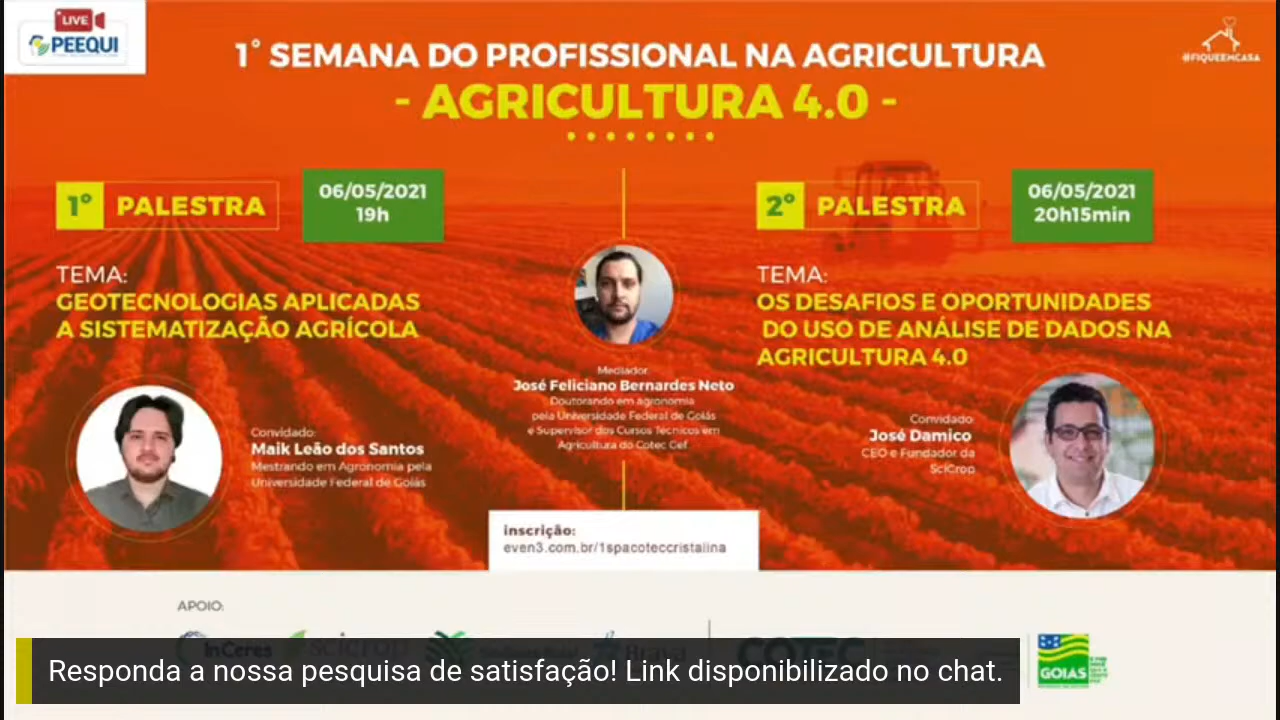 LIVE
PEEQUI
1° SEMANA DO PROFISSIONAL NA AGRICULTURA
- AGRICULTURA 4.0 -
#FIQUEEMCASA
1º PALESTRA
06/05/2021
19h
TEMA:
GEOTECNOLOGIAS APLICADAS
A SISTEMATIZAÇÃO AGRÍCOLA
Convidado:
Maik Leão dos Santos
Mestrando em Agronomia pela
Universidade Federal de Goiás
Mediador
José Feliciano Bernardes Neto
Doutorando em agronomia
pela Universidade Federal de Goiás
e Supervisor dos Cursos Técnicos em
Agricultura do Cotec Cef
2º PALESTRA
06/05/2021
20h15min
TEMA:
OS DESAFIOS E OPORTUNIDADES
DO USO DE ANÁLISE DE DADOS NA
AGRICULTURA 4.0
Convidado
José Damico
CEO e Fundador da
SciCrop
inscrição:
even3.com.br/1spacoteccristalina
APOIO:
InCeres
COTEC
GOIÁS
Responda a nossa pesquisa de satisfação! Link disponibilizado no chat.